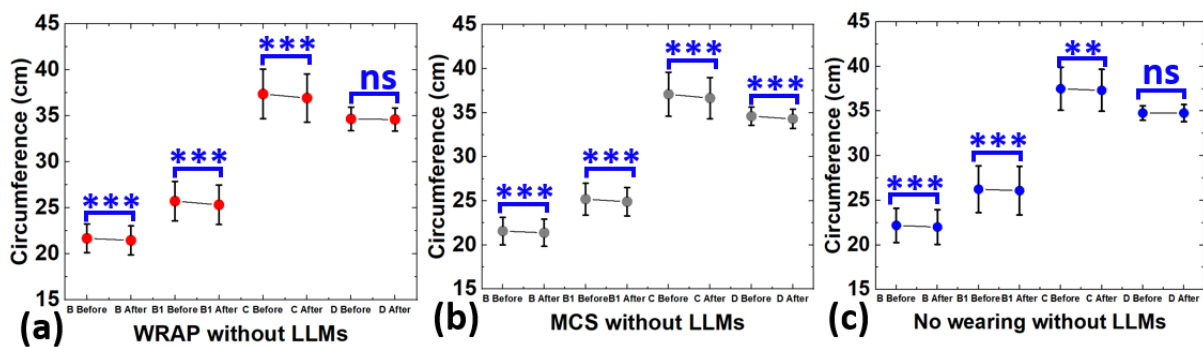 Circumference (cm)
45
40
35
30
25
20
15
***
***
***
ns
B Before B After B1 Before B1 After C Before C After D Before D After
(a) WRAP without LLMs
Circumference (cm)
45
40
35
30
25
20
15
***
***
***
***
B Before B After B1 Before B1 After C Before C After D Before D After
(b) MCS without LLMs
Circumference (cm)
45
40
35
30
25
20
15
***
***
**
ns
B Before B After B1 Before B1 After C Before C After D Before D After
(c) No wearing without LLMs